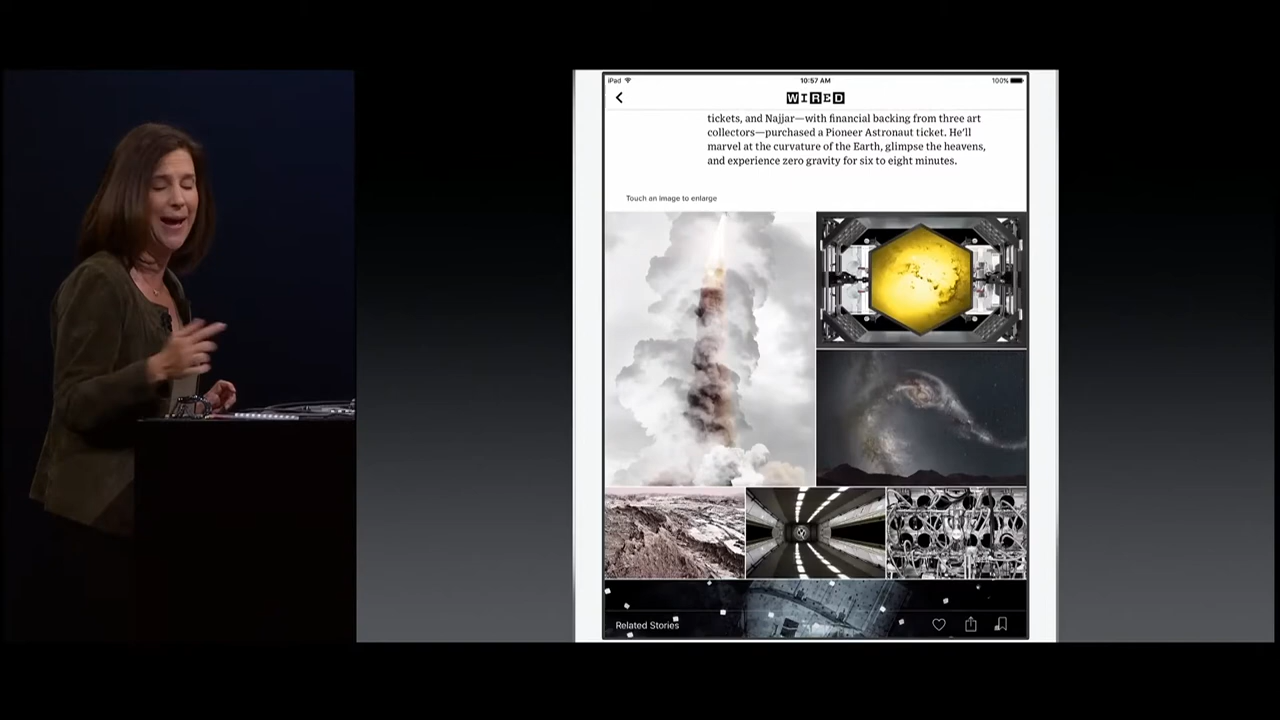 iPad
10:57 AM
100%
WIRED
tickets, and Najjar—with financial backing from three art
collectors—purchased a Pioneer Astronaut ticket. He'll
marvel at the curvature of the Earth, glimpse the heavens,
and experience zero gravity for six to eight minutes.
Touch an image to enlarge
Related Stories